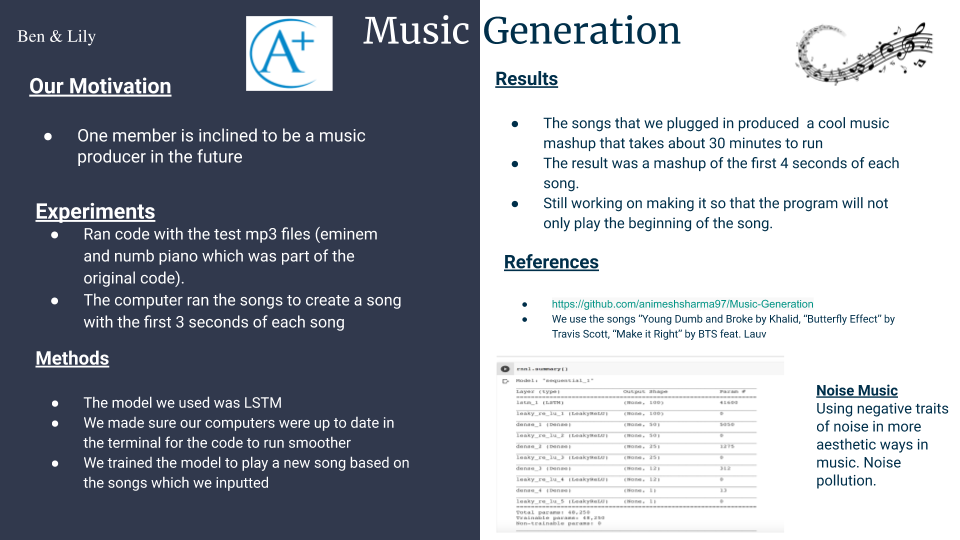 Ben & Lily
A+
Music Generation
Our Motivation
● One member is inclined to be a music
producer in the future
Experiments
● Ran code with the test mp3 files (eminem
and numb piano which was part of the
original code).
● The computer ran the songs to create a song
with the first 3 seconds of each song
Methods
● The model we used was LSTM
● We made sure our computers were up to date in
the terminal for the code to run smoother
● We trained the model to play a new song based on
the songs which we inputted
Results
● The songs that we plugged in produced a cool music
mashup that takes about 30 minutes to run
● The result was a mashup of the first 4 seconds of each
song.
● Still working on making it so that the program will not
only play the beginning of the song.
References
● https://github.com/animeshsharma97/Music-Generation
● We use the songs “Young Dumb and Broke by Khalid, “Butterfly Effect” by
Travis Scott, “Make it Right” by BTS feat. Lauv
rnn1.summary()
Model: "sequential_1"
Layer (type) Output Shape Param #
lstm_1 (LSTM) (None, 100) 41600
leaky_re_lu_1 (LeakyReLU) (None, 100) 0
dense_1 (Dense) (None, 50) 5050
leaky_re_lu_2 (LeakyReLU) (None, 50) 0
dense_2 (Dense) (None, 25) 1275
leaky_re_lu_3 (LeakyReLU) (None, 25) 0
dense_3 (Dense) (None, 12) 312
leaky_re_lu_4 (LeakyReLU) (None, 12) 0
dense_4 (Dense) (None, 1) 13
leaky_re_lu_5 (LeakyReLU) (None, 1) 0
Total params: 48,250
Trainable params: 48,250
Non-trainable params: 0
Noise Music
Using negative traits
of noise in more
aesthetic ways in
music. Noise
pollution.